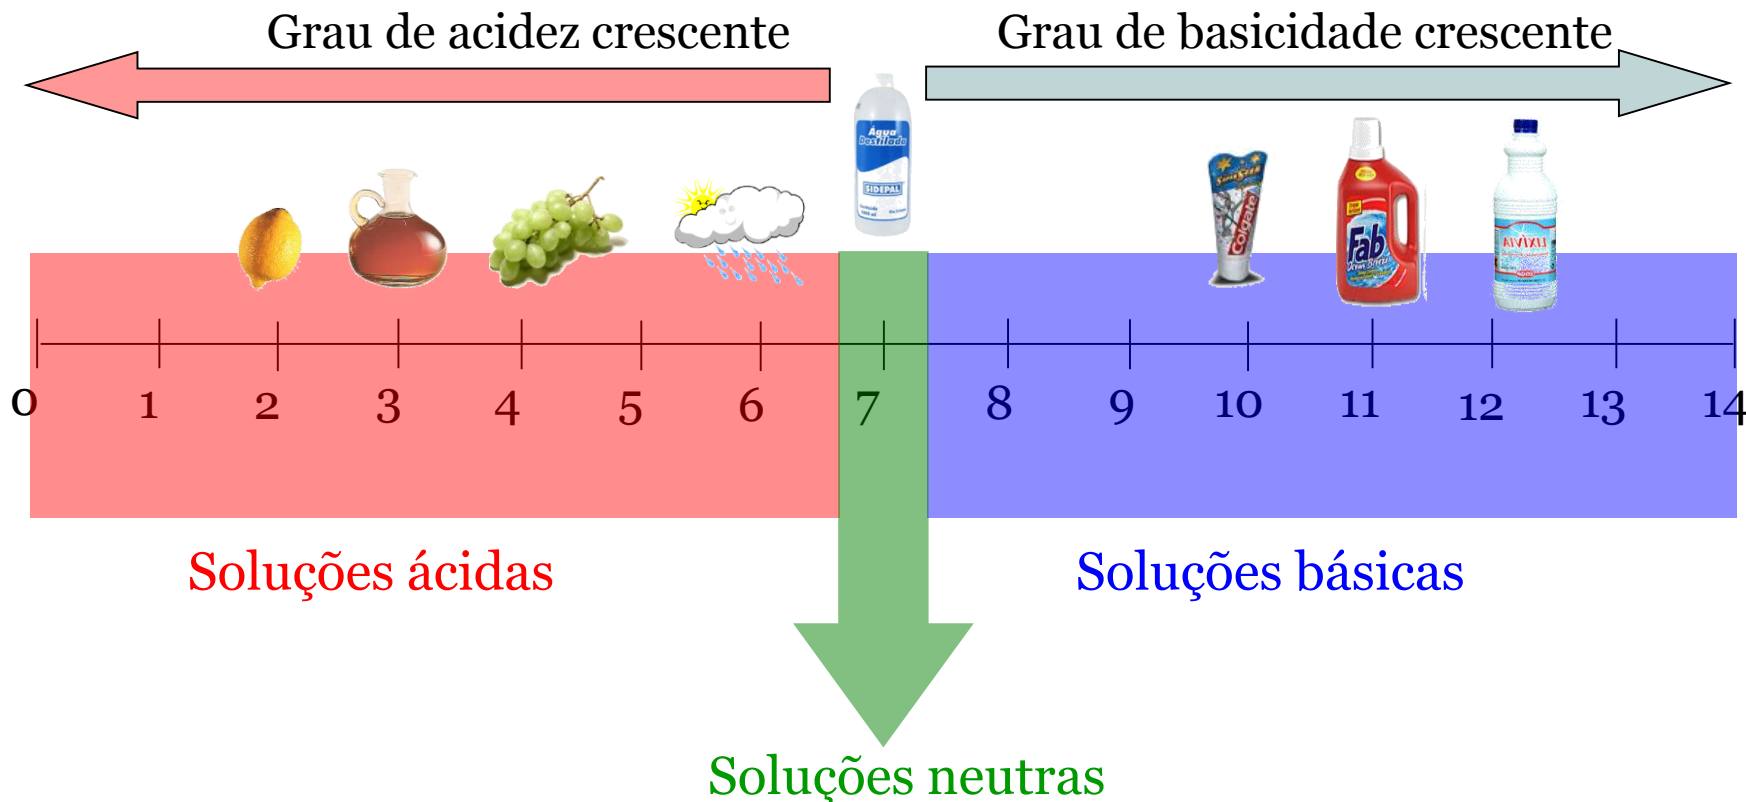 Grau de acidez crescente
Grau de basicidade crescente
Água
Destilada
SIDEPAL
Colgate
Fab
LIXÍVIA
0 1 2 3 4 5 6 7 8 9 10 11 12 13 14
Soluções ácidas
Soluções básicas
Soluções neutras